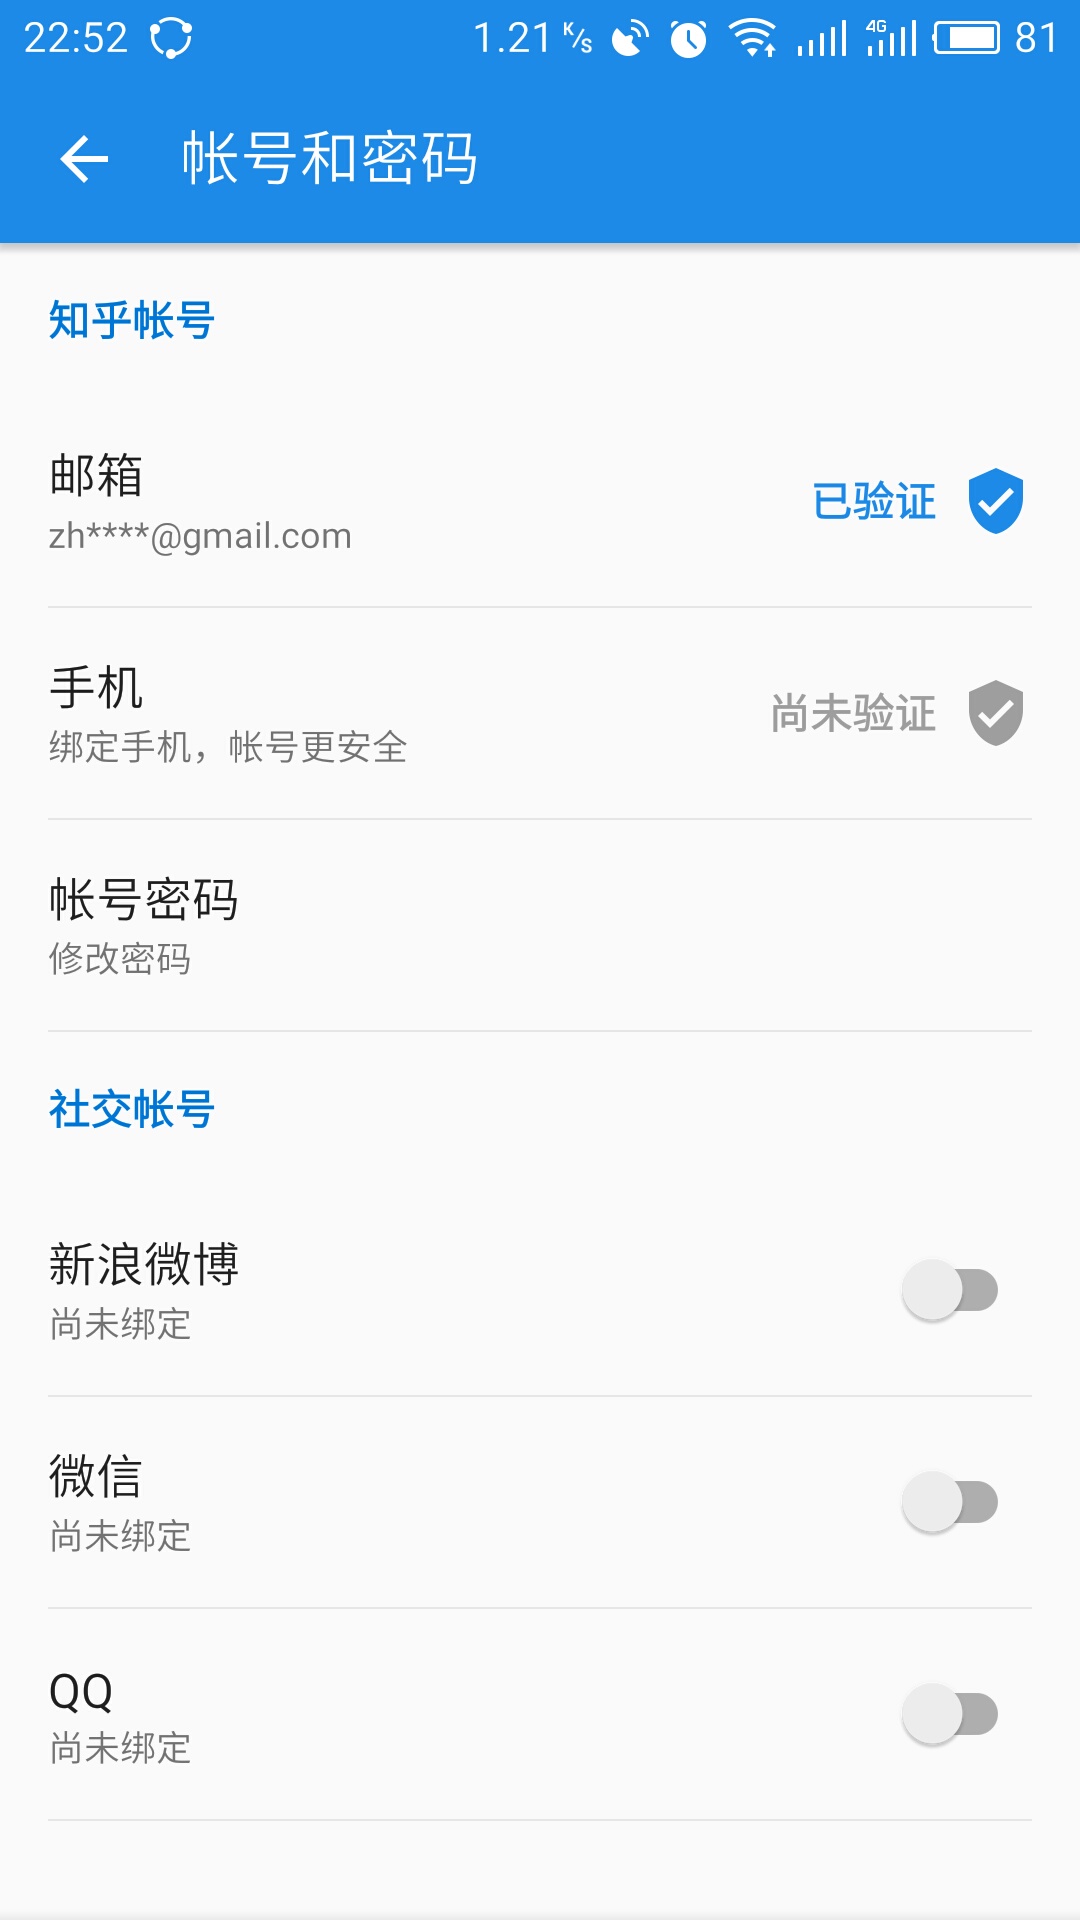 22:52 1.21 K/s 4G 81
帐号和密码
知乎帐号
邮箱
zh****@gmail.com
已验证
手机
绑定手机，帐号更安全
尚未验证
帐号密码
修改密码
社交帐号
新浪微博
尚未绑定
微信
尚未绑定
QQ
尚未绑定